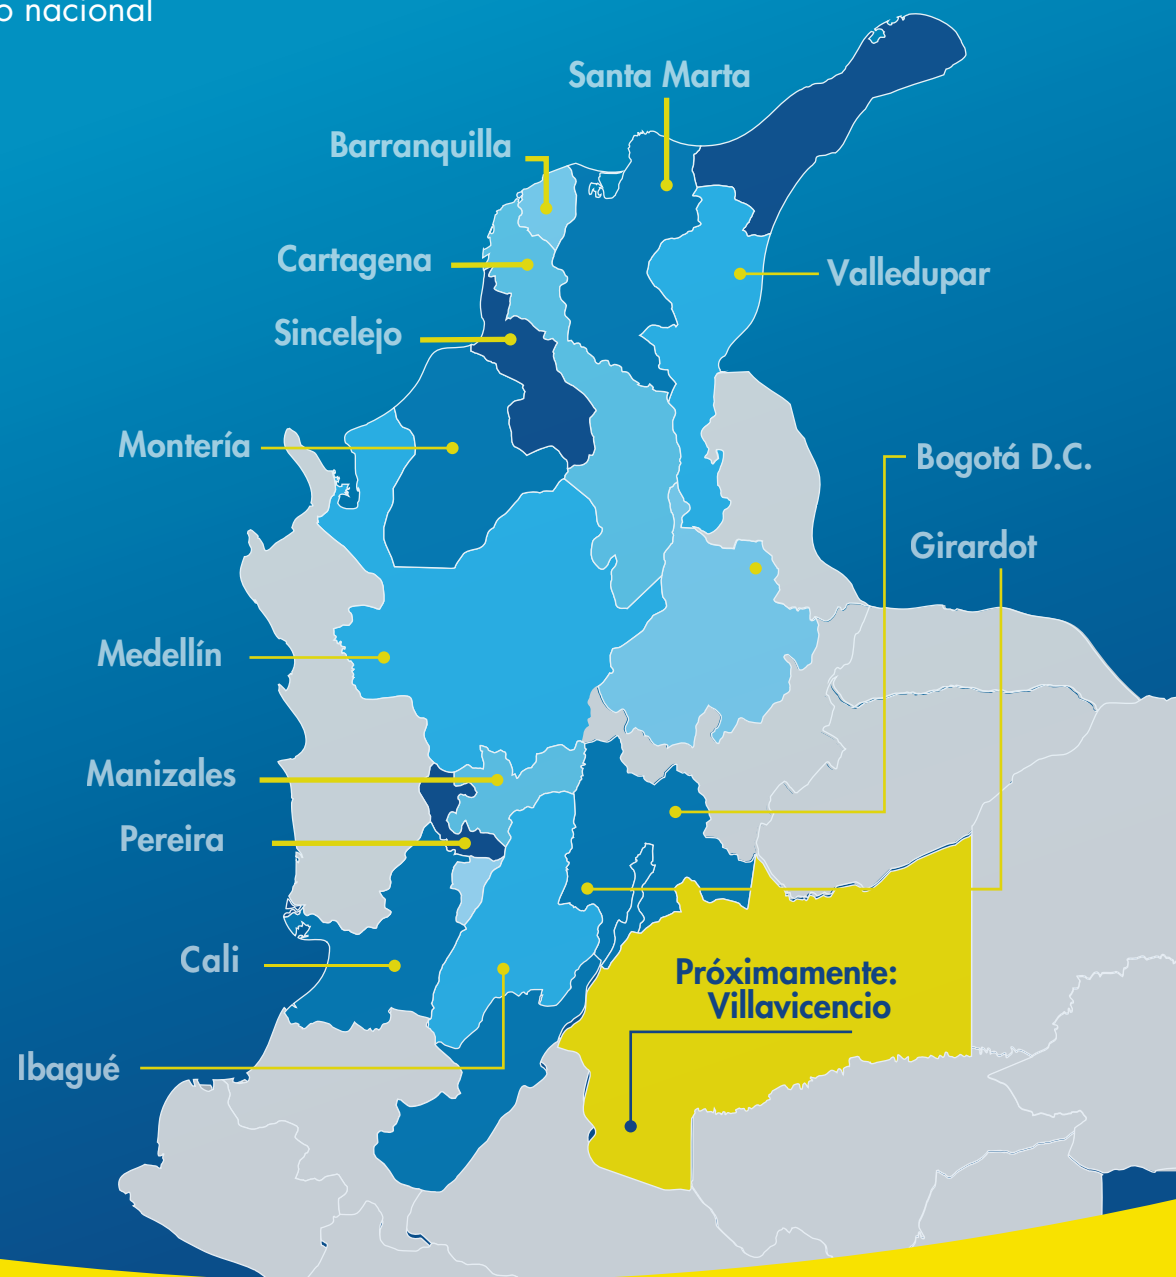 o nacional
Santa Marta
Barranquilla
Cartagena
Valledupar
Sincelejo
Montería
Bogotá D.C.
Girardot
Medellín
Manizales
Pereira
Cali
Próximamente:
Villavicencio
Ibagué